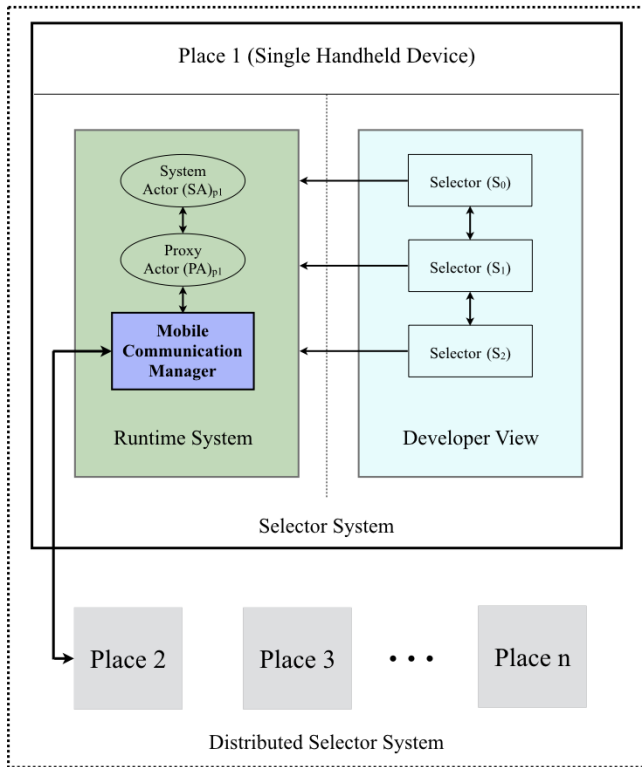 Place 1 (Single Handheld Device)
System
Actor (SA)p1
Proxy
Actor (PA)p1
Mobile
Communication
Manager
Runtime System
Selector (S0)
Selector (S1)
Selector (S2)
Developer View
Selector System
Place 2
Place 3
• • •
Place n
Distributed Selector System